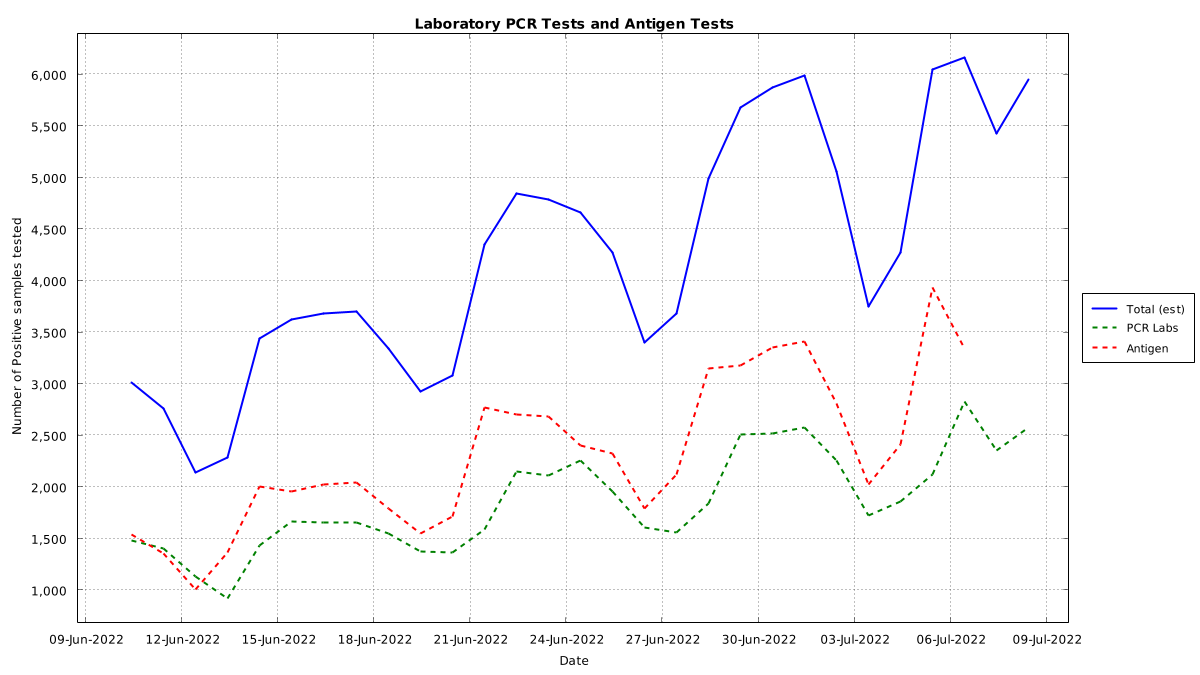 Laboratory PCR Tests and Antigen Tests
Number of Positive samples tested
6,000
5,500
5,000
4,500
4,000
3,500
3,000
2,500
2,000
1,500
1,000
09-Jun-2022 12-Jun-2022 15-Jun-2022 18-Jun-2022 21-Jun-2022 24-Jun-2022 27-Jun-2022 30-Jun-2022 03-Jul-2022 06-Jul-2022 09-Jul-2022
Date
Total (est)
PCR Labs
Antigen